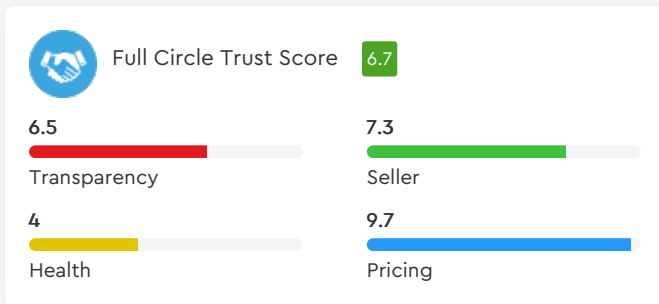 Full Circle Trust Score 6.7
6.5
Transparency
7.3
Seller
4
Health
9.7
Pricing